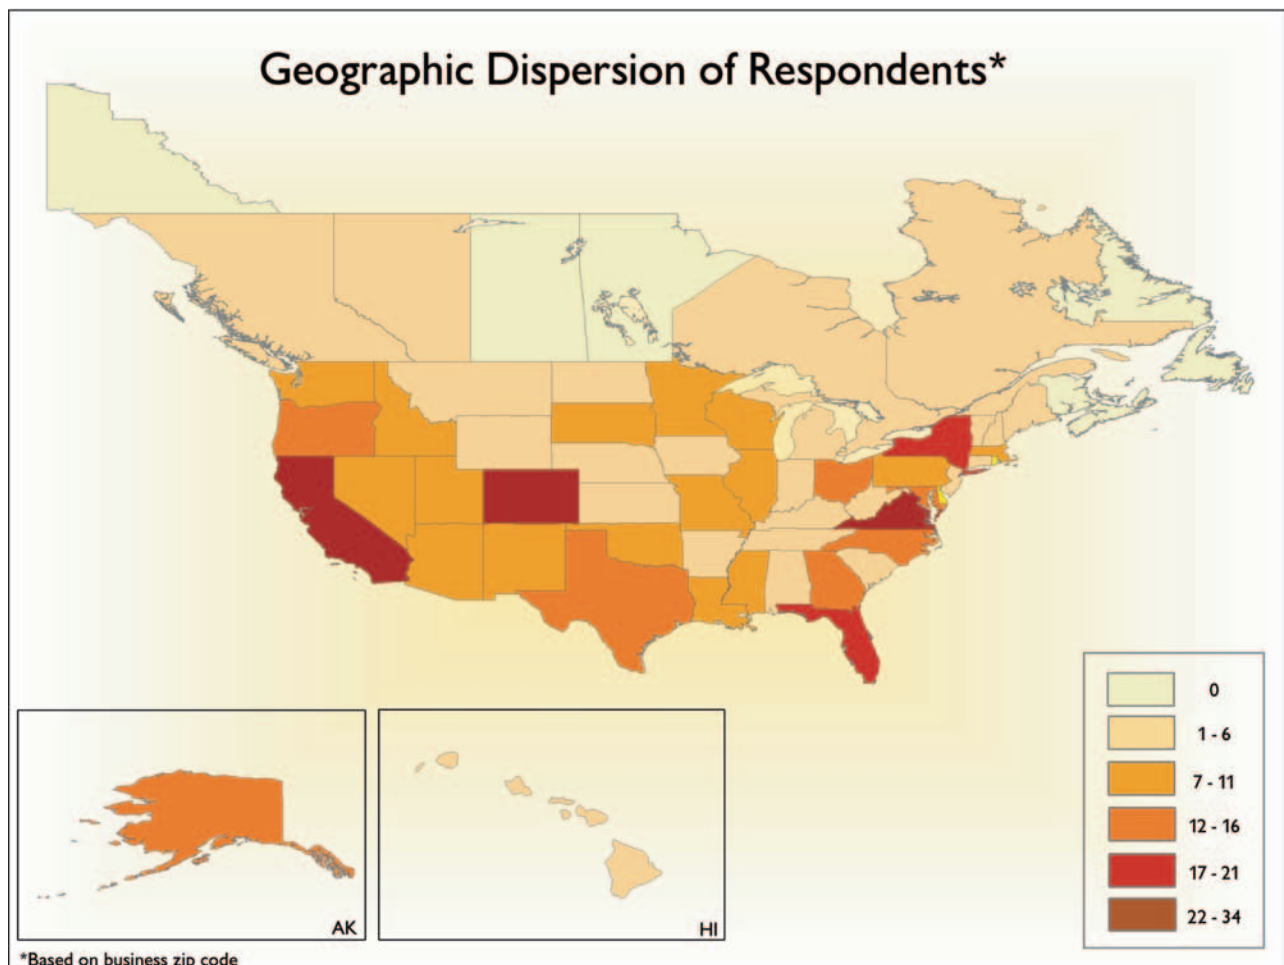 Geographic Dispersion of Respondents*
0
1 - 6
7 - 11
12 - 16
17 - 21
22 - 34
AK
HI
*Based on business zip code